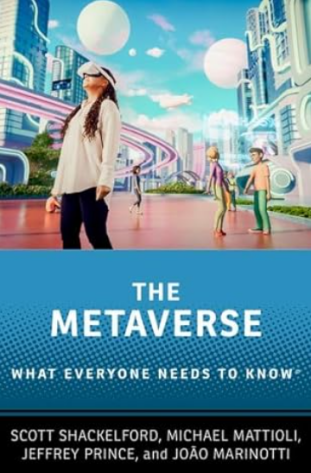 THE
METAVERSE
WHAT EVERYONE NEEDS TO KNOW®
SCOTT SHACKELFORD, MICHAEL MATTIOLI,
JEFFREY PRINCE, and JOÃO MARINOTTI